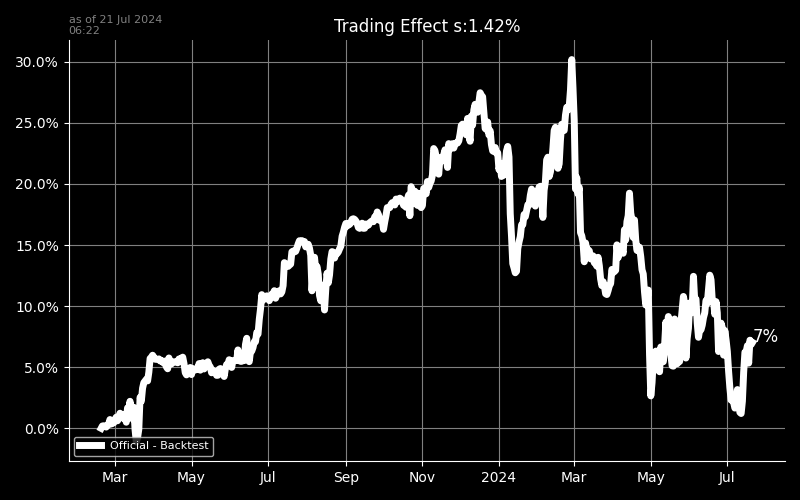 as of 21 Jul 2024
06:22
Trading Effect s:1.42%
30.0%
25.0%
20.0%
15.0%
10.0%
5.0%
0.0%
7%
Official - Backtest
Mar May Jul Sep Nov 2024 Mar May Jul